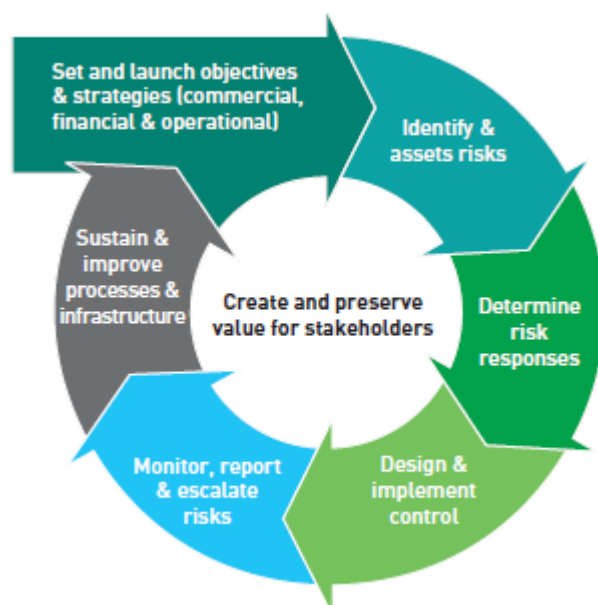 Set and launch objectives
& strategies (commercial,
financial & operational)
Identify &
assets risks
Determine
risk
responses
Design &
implement
control
Monitor, report
& escalate
risks
Sustain &
improve
processes &
infrastructure
Create and preserve
value for stakeholders